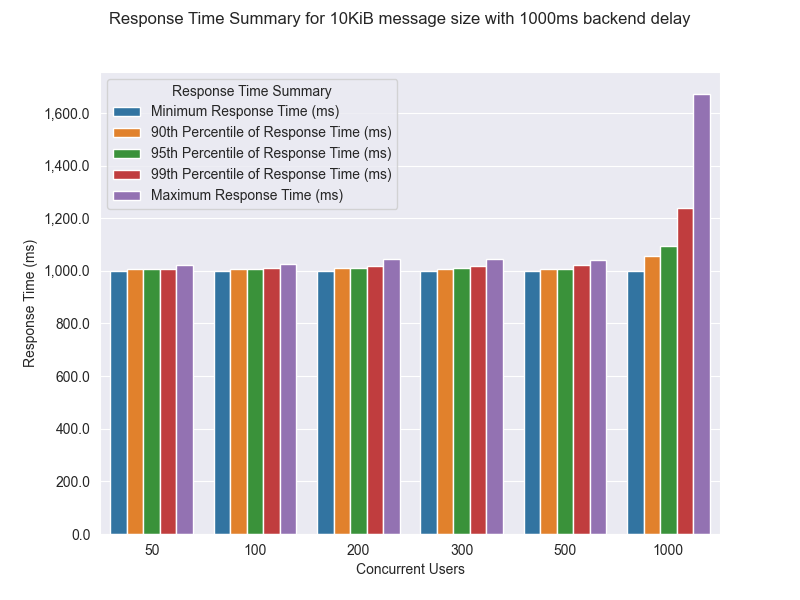 Response Time Summary for 10KiB message size with 1000ms backend delay
Response Time Summary
Minimum Response Time (ms)
90th Percentile of Response Time (ms)
95th Percentile of Response Time (ms)
99th Percentile of Response Time (ms)
Maximum Response Time (ms)
Response Time (ms)
1,600.0
1,400.0
1,200.0
1,000.0
800.0
600.0
400.0
200.0
0.0
50 100 200 300 500 1000
Concurrent Users